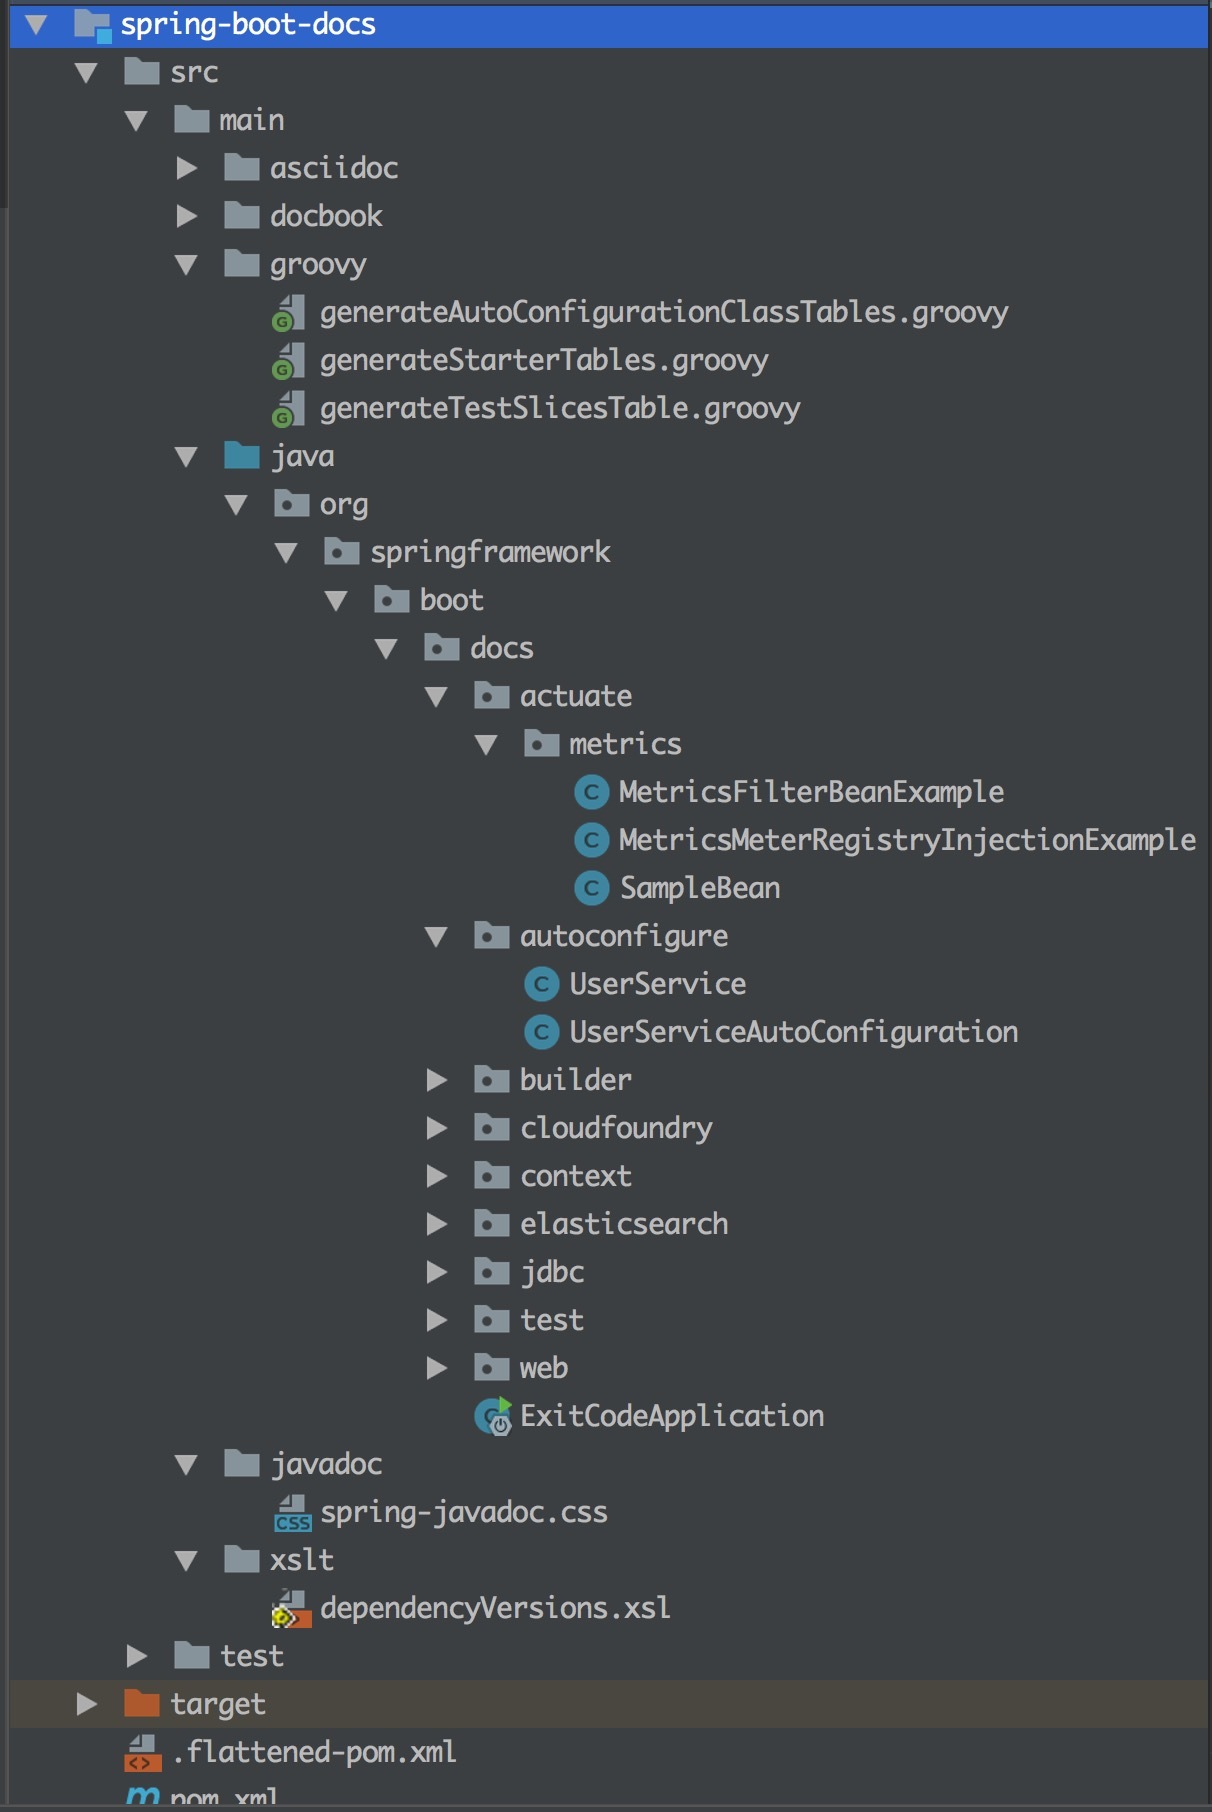 spring-boot-docs
src
main
asciidoc
docbook
groovy
generateAutoConfigurationClassTables.groovy
generateStarterTables.groovy
generateTestSlicesTable.groovy
java
org
springframework
boot
docs
actuate
metrics
MetricsFilterBeanExample
MetricsMeterRegistryInjectionExample
SampleBean
autoconfigure
UserService
UserServiceAutoConfiguration
builder
cloudfoundry
context
elasticsearch
jdbc
test
web
ExitCodeApplication
javadoc
spring-javadoc.css
xslt
dependencyVersions.xsl
test
target
.flattened-pom.xml
pom.xml